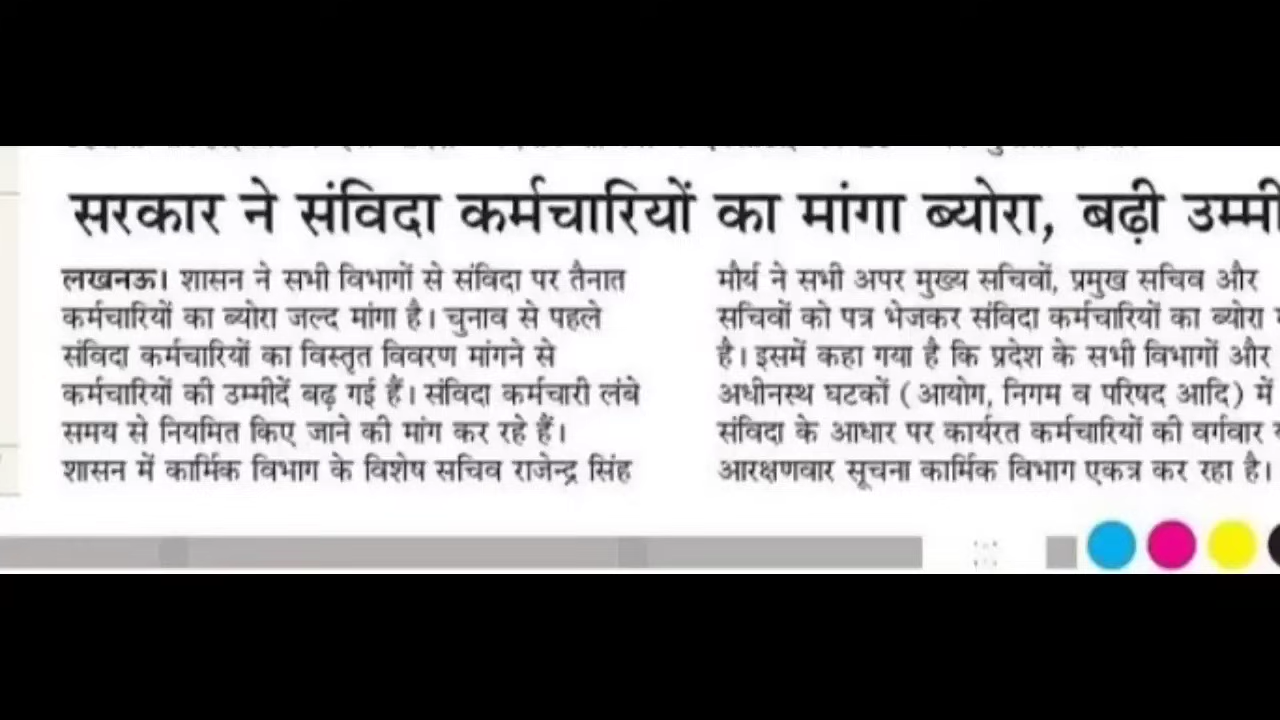 सरकार ने संविदा कर्मचारियों का मांगा ब्योरा, बढ़ी
लखनऊ। शासन ने सभी विभागों से संविदा पर तैनात
कर्मचारियों का ब्योरा जल्द मांगा है। चुनाव से पहले
संविदा कर्मचारियों का विस्तृत विवरण मांगने से
कर्मचारियों की उम्मीदें बढ़ गई हैं। संविदा कर्मचारी लंबे
समय से नियमित किए जाने की मांग कर रहे हैं।
शासन में कार्मिक विभाग के विशेष सचिव राजेन्द्र सिंह
मौर्य ने सभी अपर मुख्य सचिवों, प्रमुख सचिव और
सचिवों को पत्र भेजकर संविदा कर्मचारियों का ब्योरा
है। इसमें कहा गया है कि प्रदेश के सभी विभागों और
अधीनस्थ घटकों (आयोग, निगम व परिषद आदि) में
संविदा के आधार पर कार्यरत कर्मचारियों की वर्गवार
आरक्षणवार सूचना कार्मिक विभाग एकत्र कर रहा है।